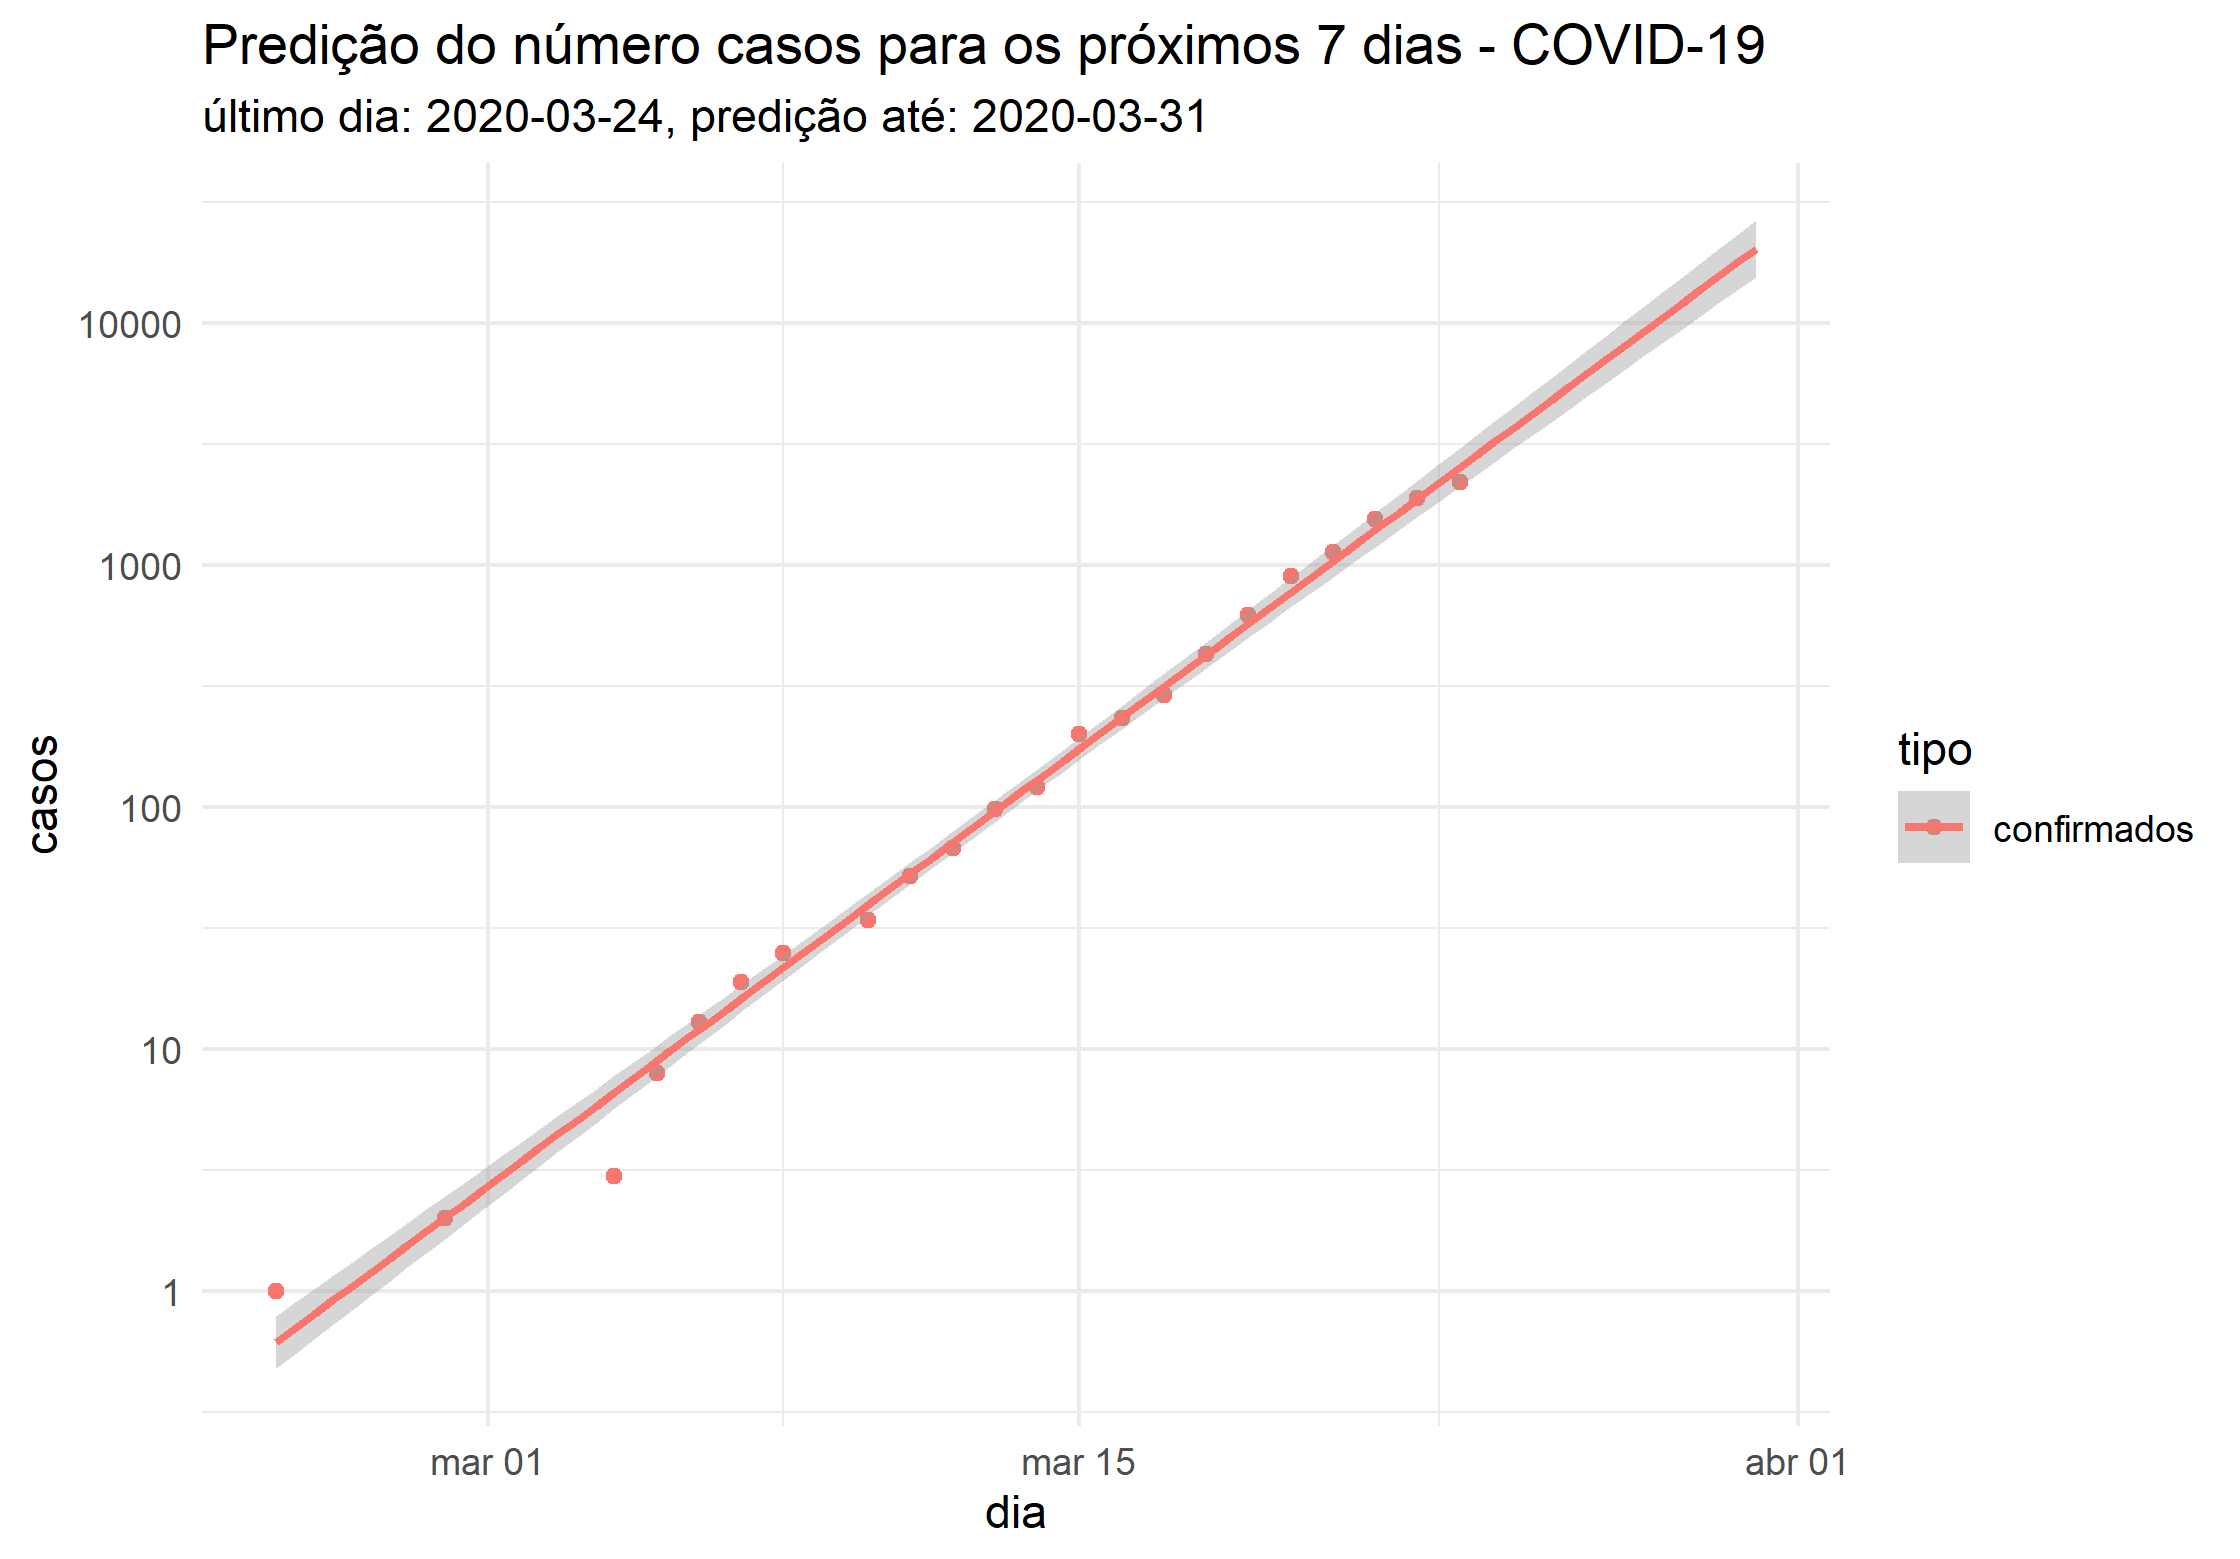 Predição do número casos para os próximos 7 dias - COVID-19
último dia: 2020-03-24, predição até: 2020-03-31
casos
10000
1000
100
10
1
mar 01
mar 15
abr 01
dia
tipo
confirmados